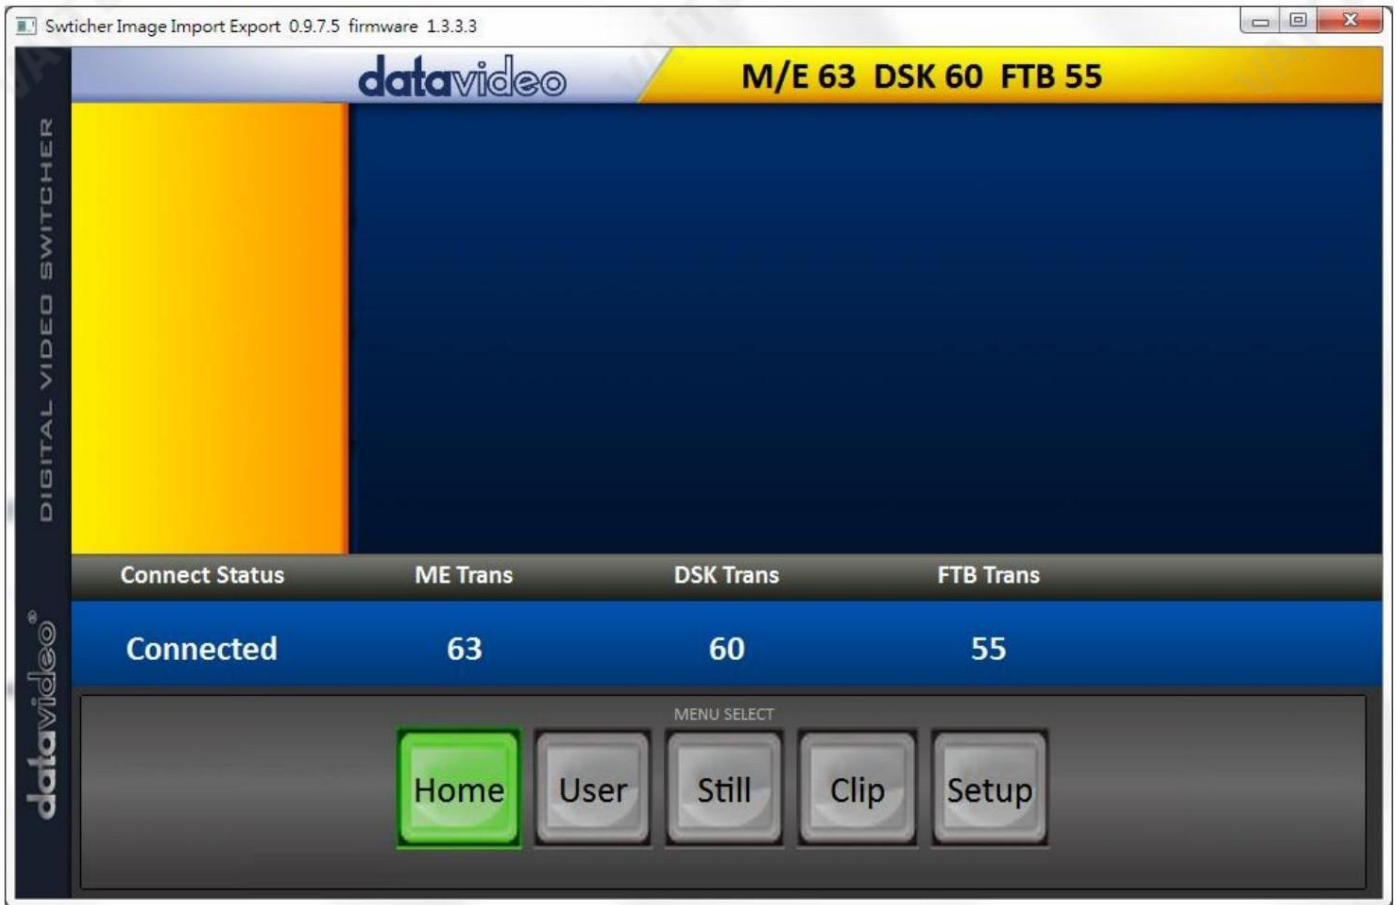 Swticher Image Import Export 0.9.7.5 firmware 1.3.3.3
datavideo
M/E 63 DSK 60 FTB 55
DIGITAL VIDEO SWITCHER
datavideo®
Connect Status ME Trans DSK Trans FTB Trans
Connected 63 60 55
MENU SELECT
Home User Still Clip Setup